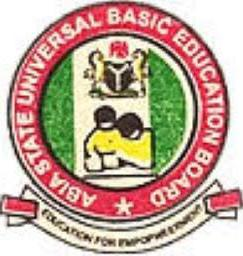 ABIA STATE UNIVERSAL BASIC EDUCATION BOARD
EDUCATION FOR EMPOWERMENT